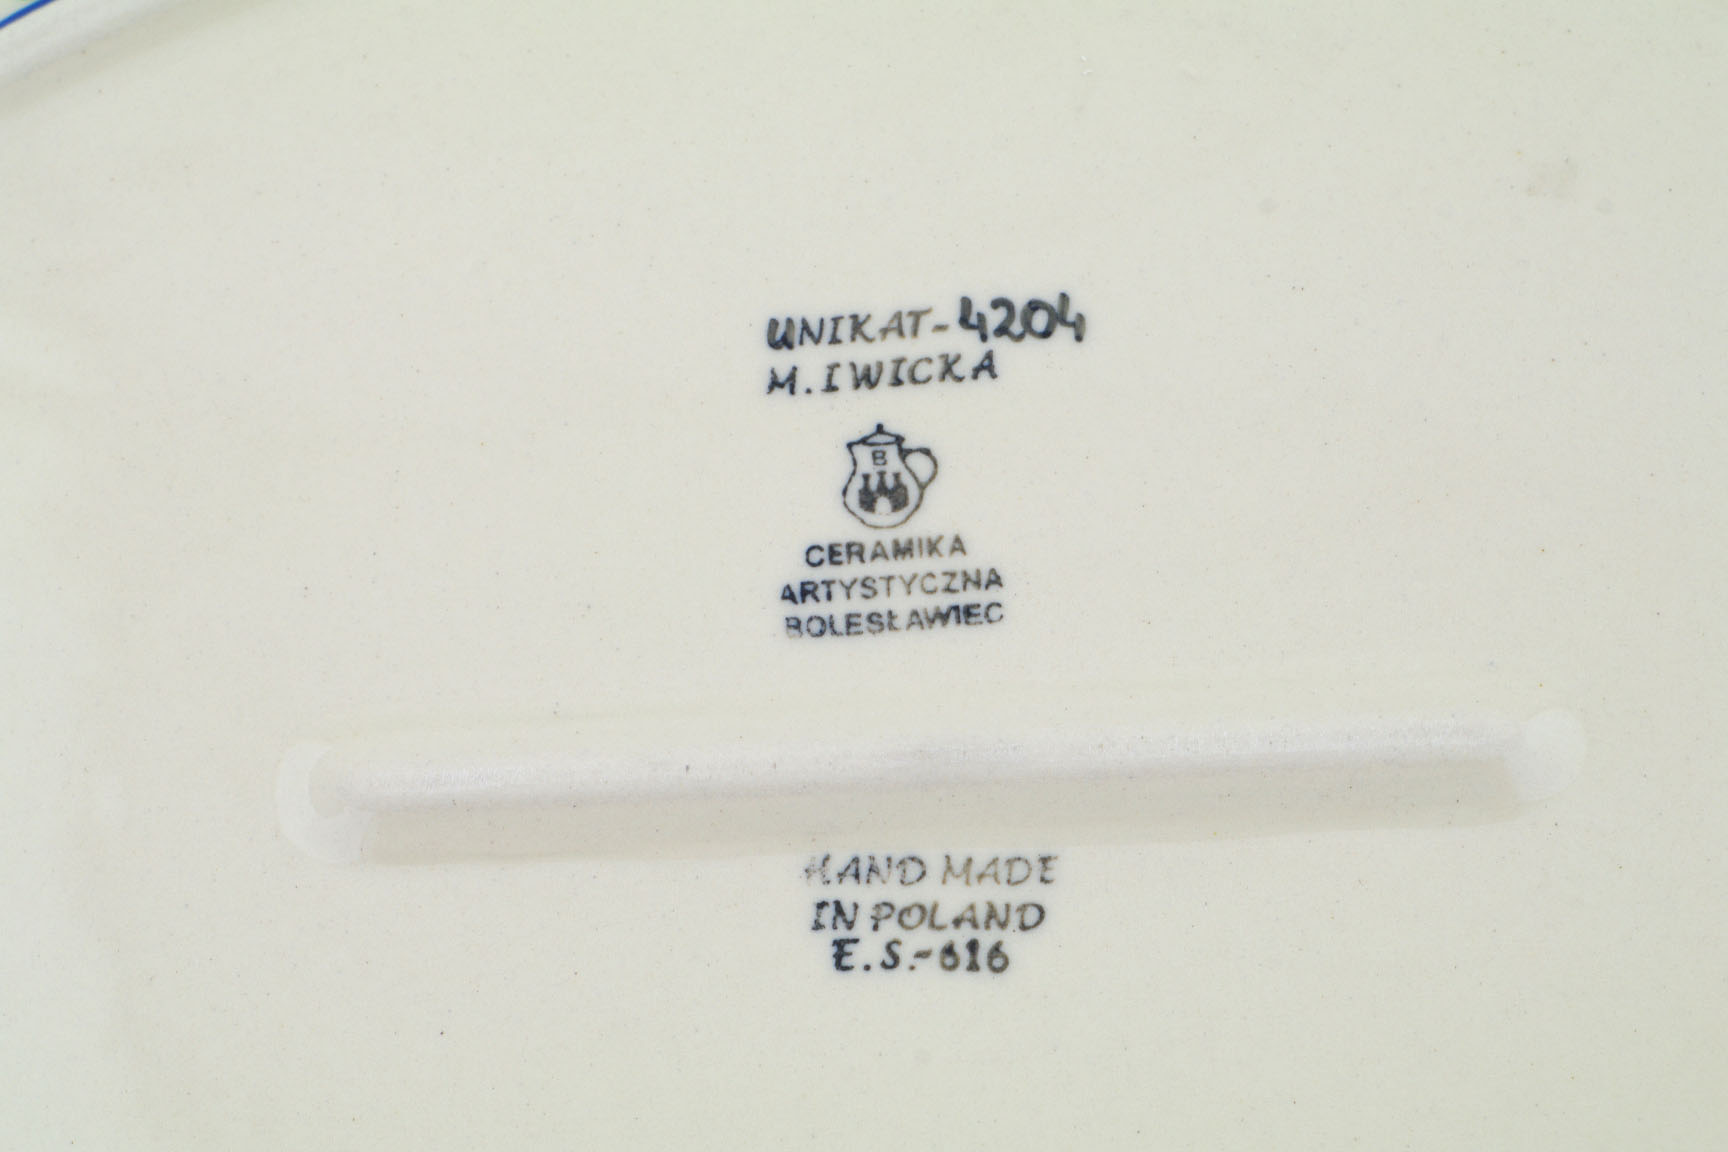 UNIKAT-4204
M. IWICKA
B
CERAMIKA
ARTYSTYCZNA
BOLESŁAWIEC
HAND MADE
IN POLAND
E.S.-616